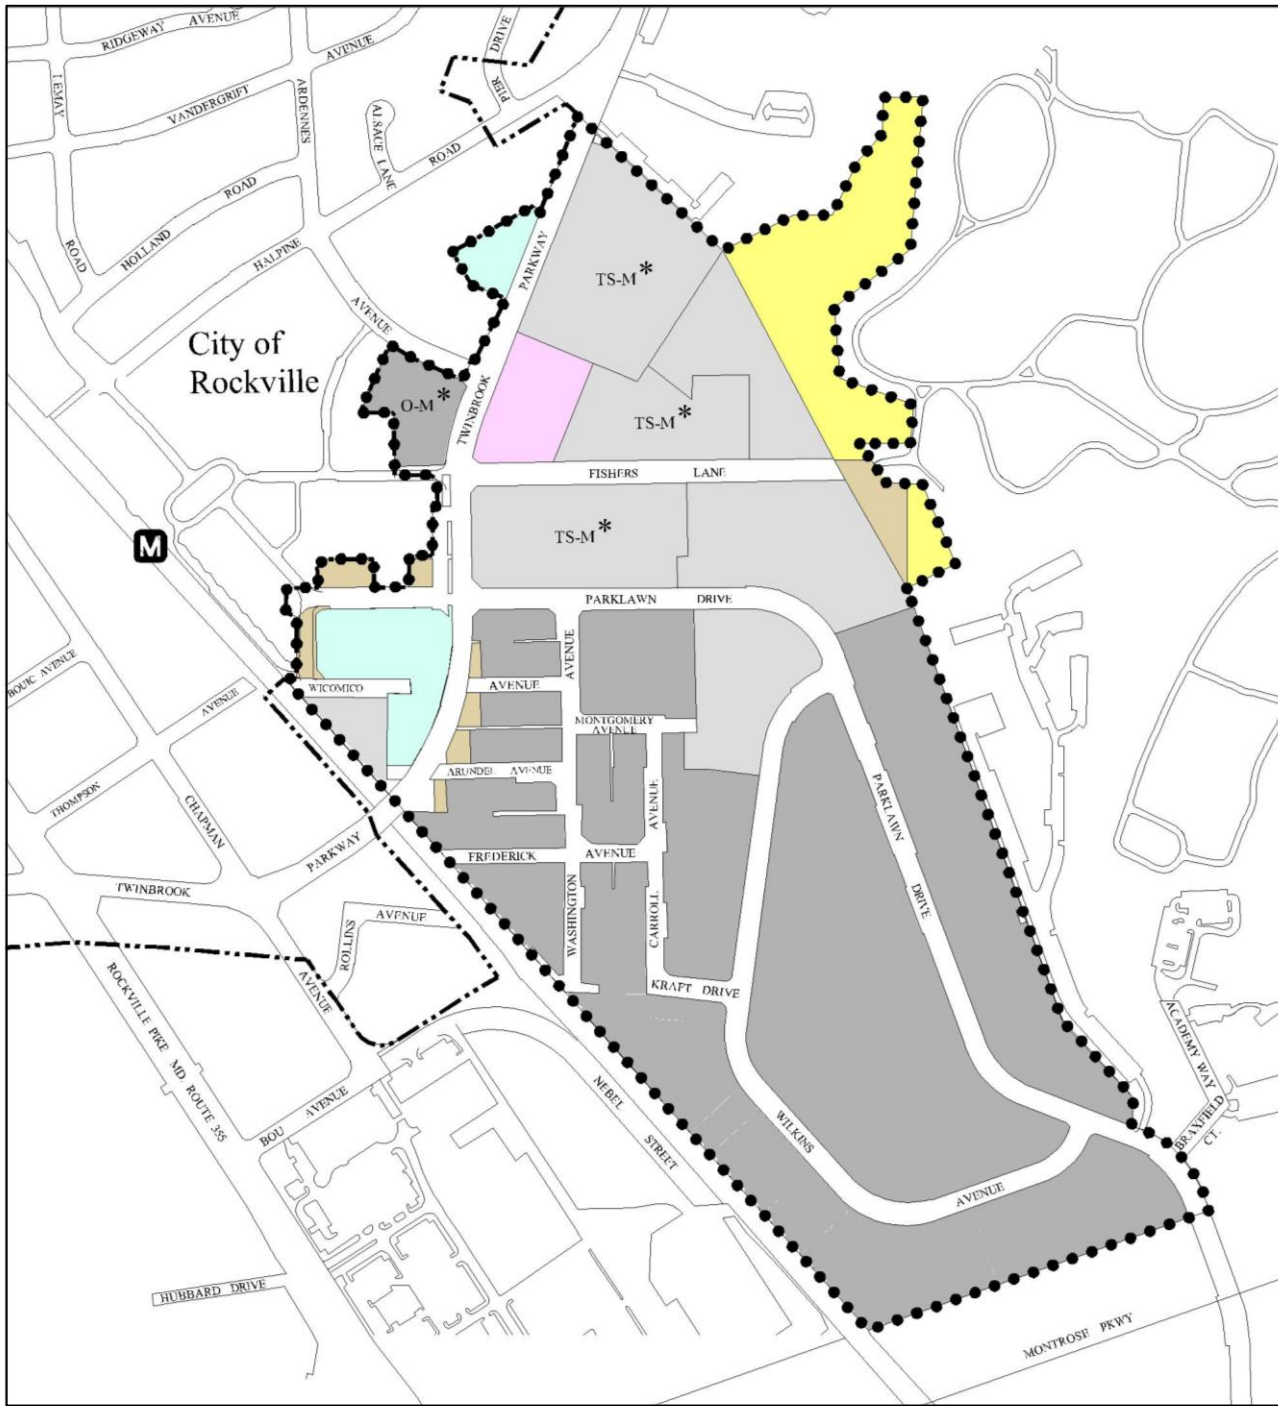 RIDGEWAY AVENUE
LEMAY
VANDERGRIFT AVENUE
ARDENNES
DRIVE
PIER
ALSACE LANE
ROAD
ROAD
HOLLAND ROAD
HALPINE
AVENUE
City of
Rockville
PARKWAY
TWINBROOK
TS-M*
O-M*
TS-M*
FISHERS LANE
M
TS-M*
PARKLAWN DRIVE
AVENUE
BOUIC AVENUE
AVENUE
WICOMICO
AVENUE
MONTGOMERY
AVENUE
THOMPSON
CHAPMAN
ARUNDEL AVENUE
AVENUE
PARKLAWN
PARKWAY
FREDERICK AVENUE
TWINBROOK
ROLLINS AVENUE
WASHINGTON
CARROLL
DRIVE
KRAFT DRIVE
AVENUE
ROCKVILLE PIKE MD. ROUTE 355
BOU AVENUE
NEBEL
STREET
WILKINS
AVENUE
ACADEMY WAY
BRAXFIELD
CT.
HUBBARD DRIVE
MONTROSE PKWY